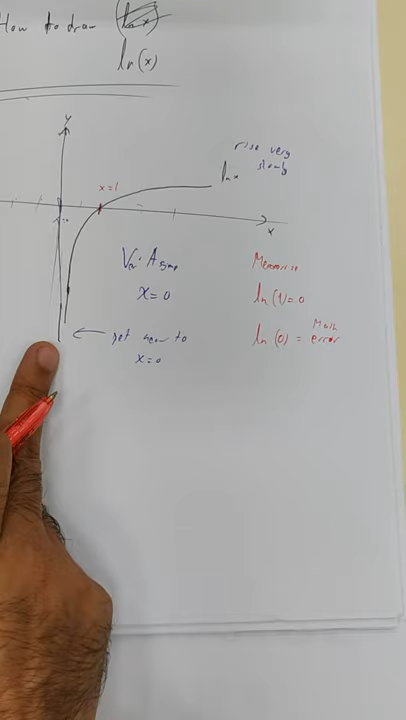 How to draw
ln(x)
y
rise very
slowly
ln x
x=1
x
Ver. Asymp
x=0
Memorise
ln(1)=0
ln(0) = Math
error
get near to
x=0